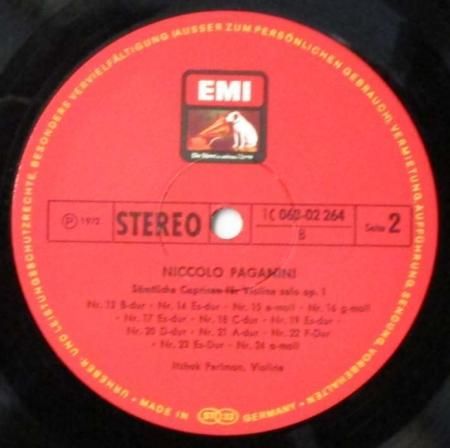 URHEBER- UND LEISTUNGSSCHUTZRECHTE, BESONDERS VERVIELFÄLTIGUNG (AUSSER ZUM PERSÖNLICHEN GEBRAUCH), VERMIETUNG, AUFFÜHRUNG, SENDUNG, VORBEHALTEN ·
EMI
Die Stimme seines Herrn
Ⓟ 1972
STEREO
1C 063-02 264
B
Seite 2
NICCOLO PAGANINI
Sämtliche Capricen für Violine solo op. 1
Nr. 13 B-dur - Nr. 14 Es-dur - Nr. 15 e-moll - Nr. 16 g-moll
- Nr. 17 Es-dur - Nr. 18 C-dur - Nr. 19 Es-dur -
Nr. 20 D-dur - Nr. 21 A-dur - Nr. 22 F-Dur
- Nr. 23 Es-Dur - Nr. 24 a-moll
Itzhak Perlman, Violine
· MADE IN GERMANY ·